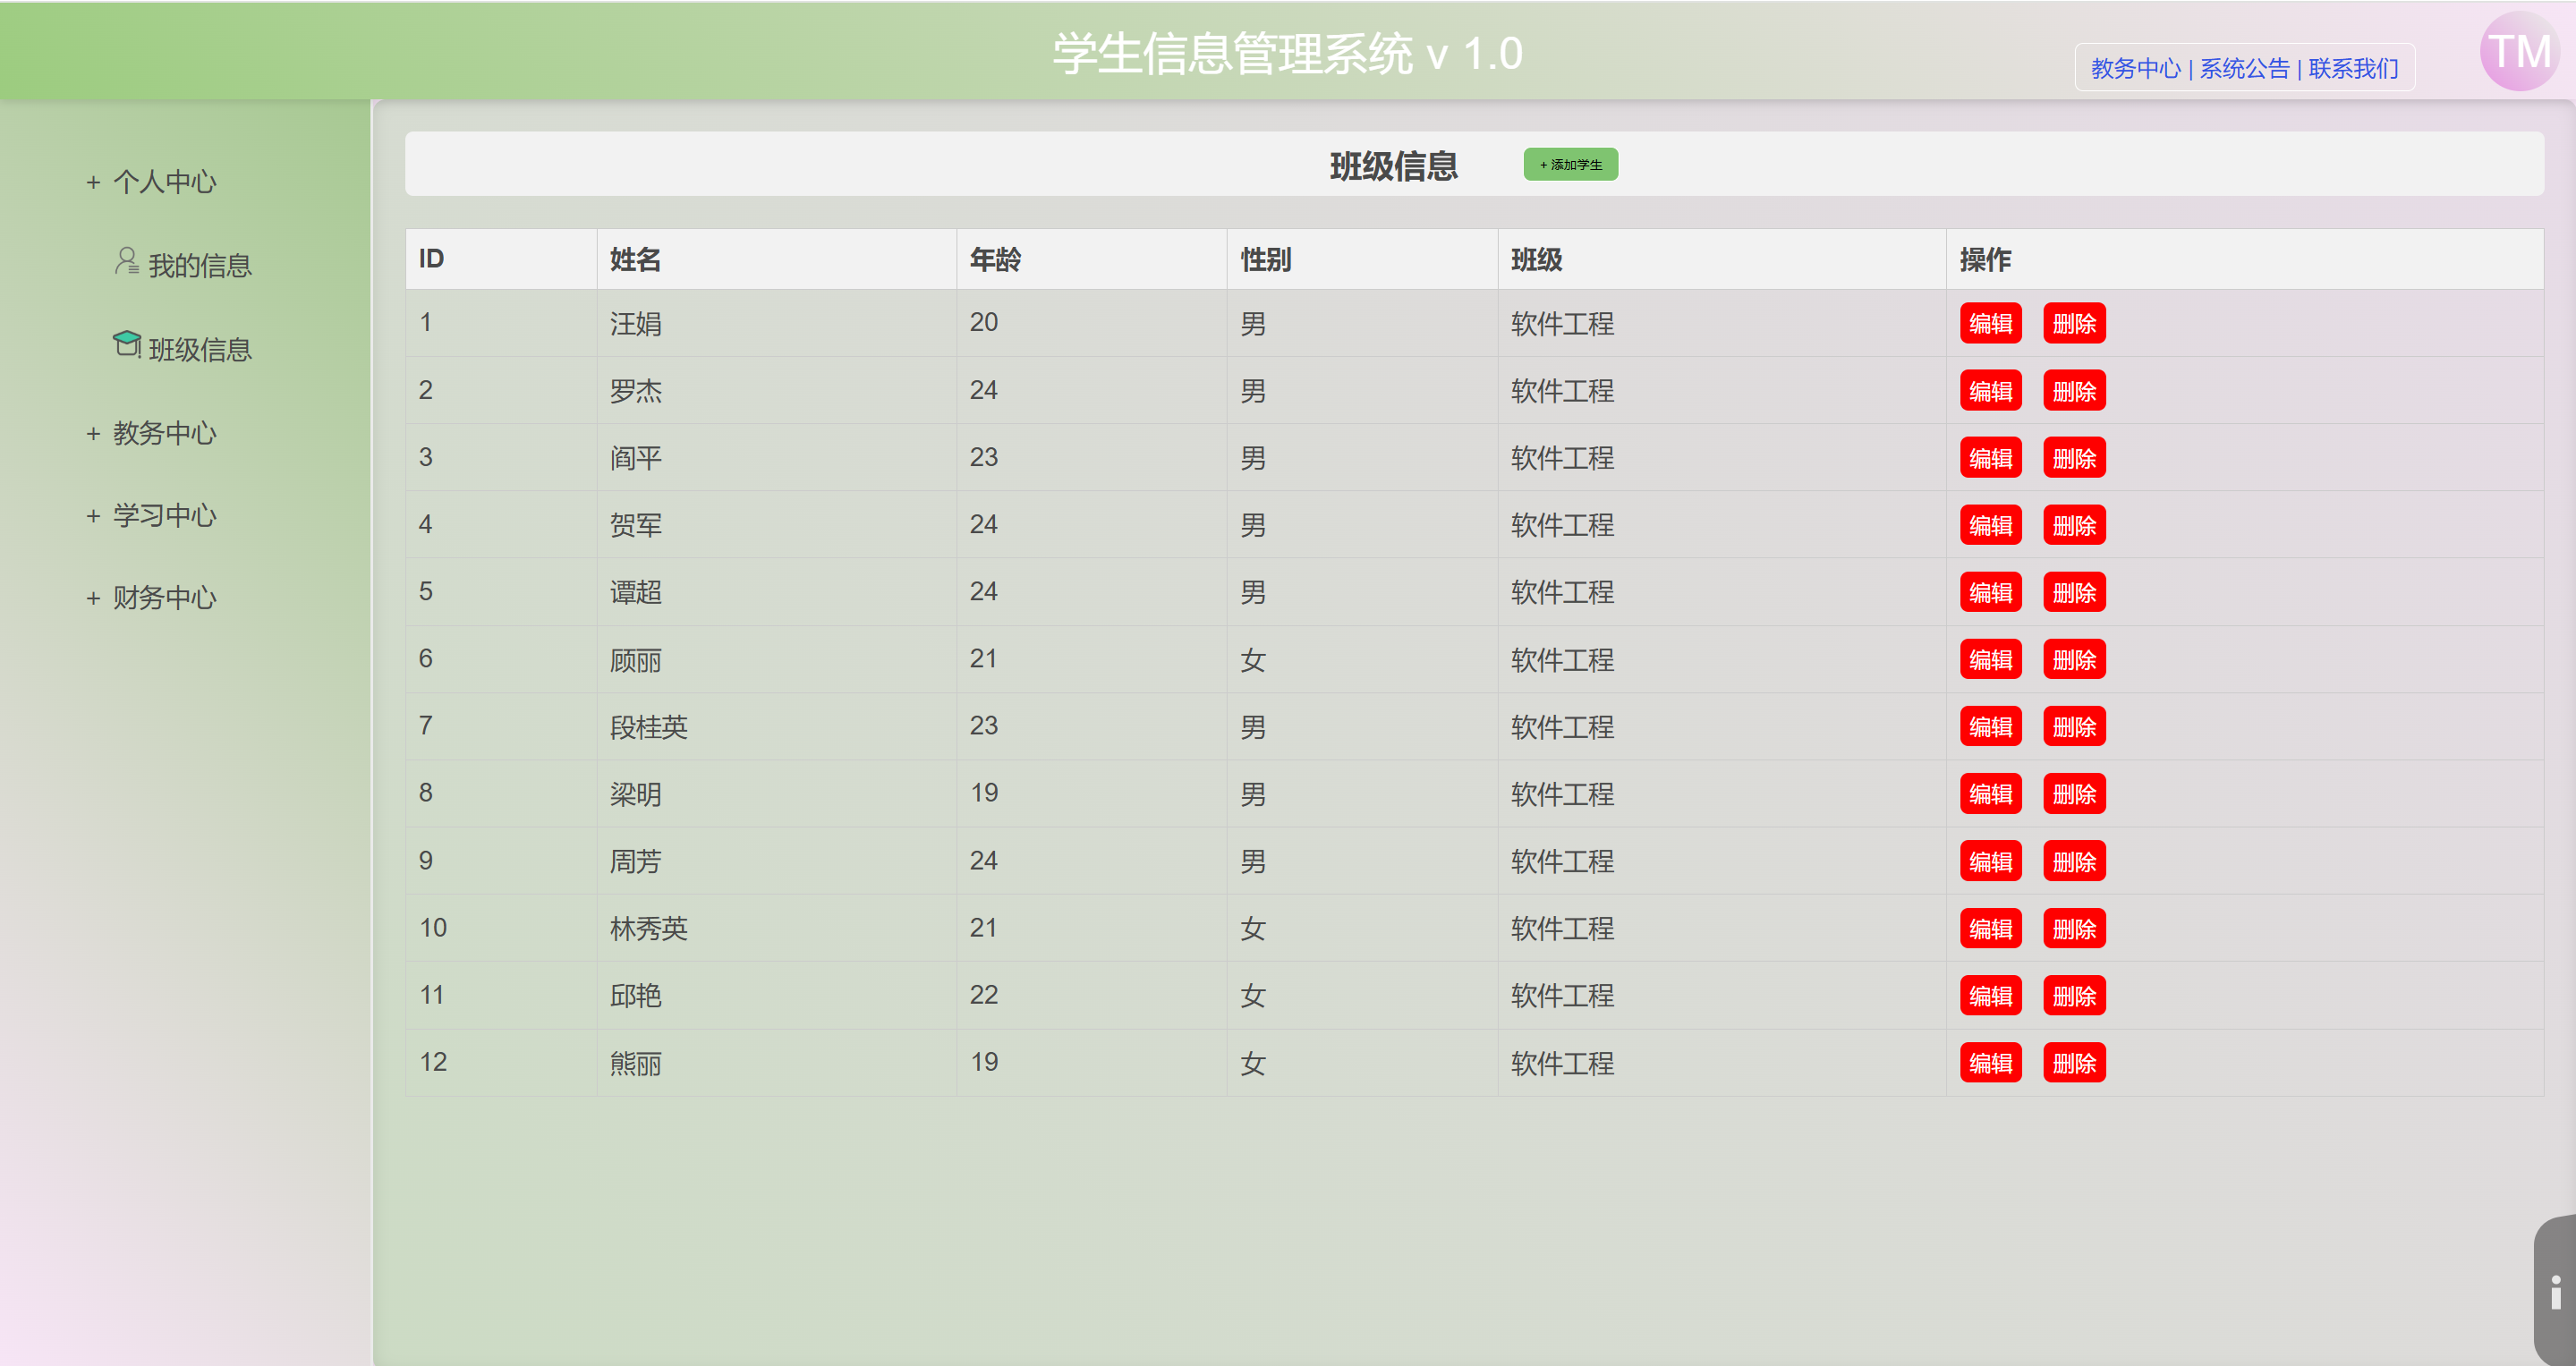 学生信息管理系统 v 1.0
教务中心 | 系统公告 | 联系我们
TM
+ 个人中心
我的信息
班级信息
+ 教务中心
+ 学习中心
+ 财务中心
班级信息 + 添加学生
ID 姓名 年龄 性别 班级 操作
1 汪娟 20 男 软件工程 编辑 删除
2 罗杰 24 男 软件工程 编辑 删除
3 阎平 23 男 软件工程 编辑 删除
4 贺军 24 男 软件工程 编辑 删除
5 谭超 24 男 软件工程 编辑 删除
6 顾丽 21 女 软件工程 编辑 删除
7 段桂英 23 男 软件工程 编辑 删除
8 梁明 19 男 软件工程 编辑 删除
9 周芳 24 男 软件工程 编辑 删除
10 林秀英 21 女 软件工程 编辑 删除
11 邱艳 22 女 软件工程 编辑 删除
12 熊丽 19 女 软件工程 编辑 删除
i